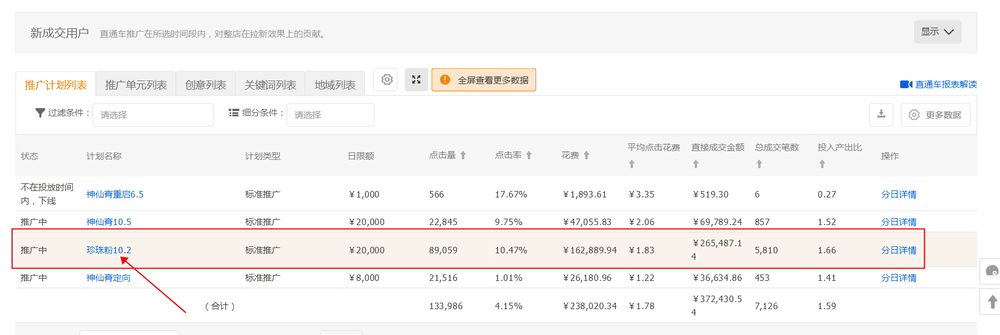 新成交用户 直通车推广在所选时间段内，对整店在拉新效果上的贡献。 显示
推广计划列表 推广单元列表 创意列表 关键词列表 地域列表 全屏查看更多数据 直通车报表解读
过滤条件： 请选择 细分条件： 请选择 更多数据
状态 计划名称 计划类型 日限额 点击量 点击率 花费 平均点击花费 直接成交金额 总成交笔数 投入产出比 操作
不在投放时间
内，下线 神仙膏重启6.5 标准推广 ¥1,000 566 17.67% ¥1,893.61 ¥3.35 ¥519.30 6 0.27 分日详情
推广中 神仙膏10.5 标准推广 ¥20,000 22,845 9.75% ¥47,055.83 ¥2.06 ¥69,789.24 857 1.52 分日详情
推广中 珍珠粉10.2 标准推广 ¥20,000 89,059 10.47% ¥162,889.94 ¥1.83 ¥265,487.1
4 5,810 1.66 分日详情
推广中 神仙膏定向 标准推广 ¥8,000 21,516 1.01% ¥26,180.96 ¥1.22 ¥36,634.86 453 1.41 分日详情
（合计） 133,986 4.15% ¥238,020.34 ¥1.78 ¥372,430.5
4 7,126 1.59